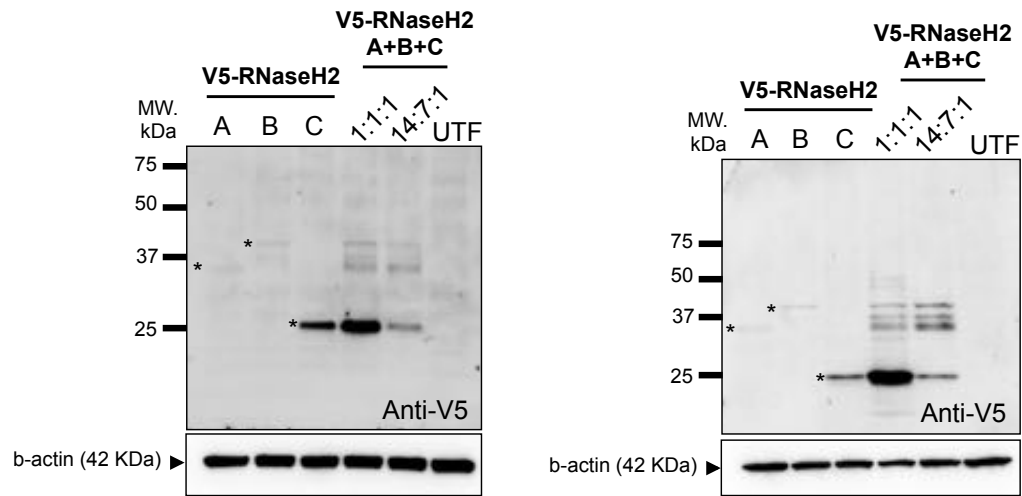 V5-RNaseH2
A+B+C
V5-RNaseH2
MW.
kDa
A B C 1:1:1 14:7:1 UTF
75
50
*
37
*
25
*
Anti-V5
b-actin (42 KDa)
V5-RNaseH2
A+B+C
V5-RNaseH2
MW.
kDa
A B C 1:1:1 14:7:1 UTF
75
50
*
37
*
25
*
Anti-V5
b-actin (42 KDa)